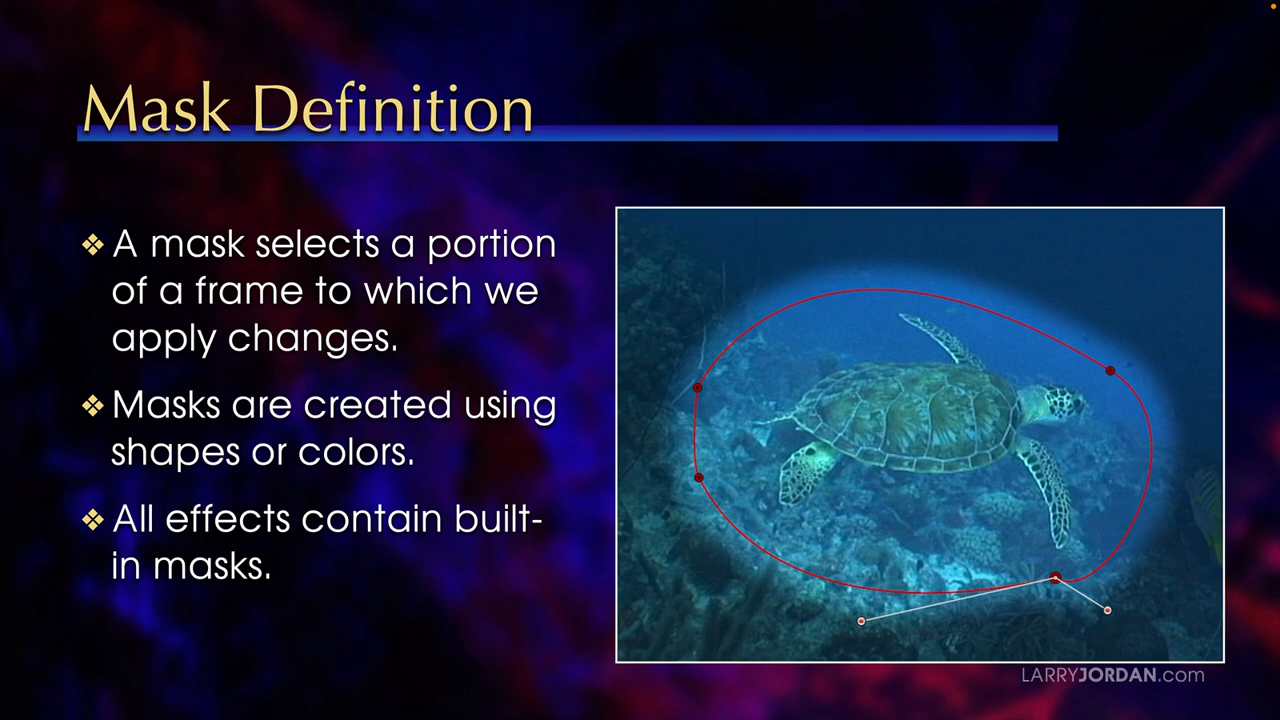 Mask Definition
❖ A mask selects a portion
of a frame to which we
apply changes.
❖ Masks are created using
shapes or colors.
❖ All effects contain built-
in masks.
LARRYJORDAN.com